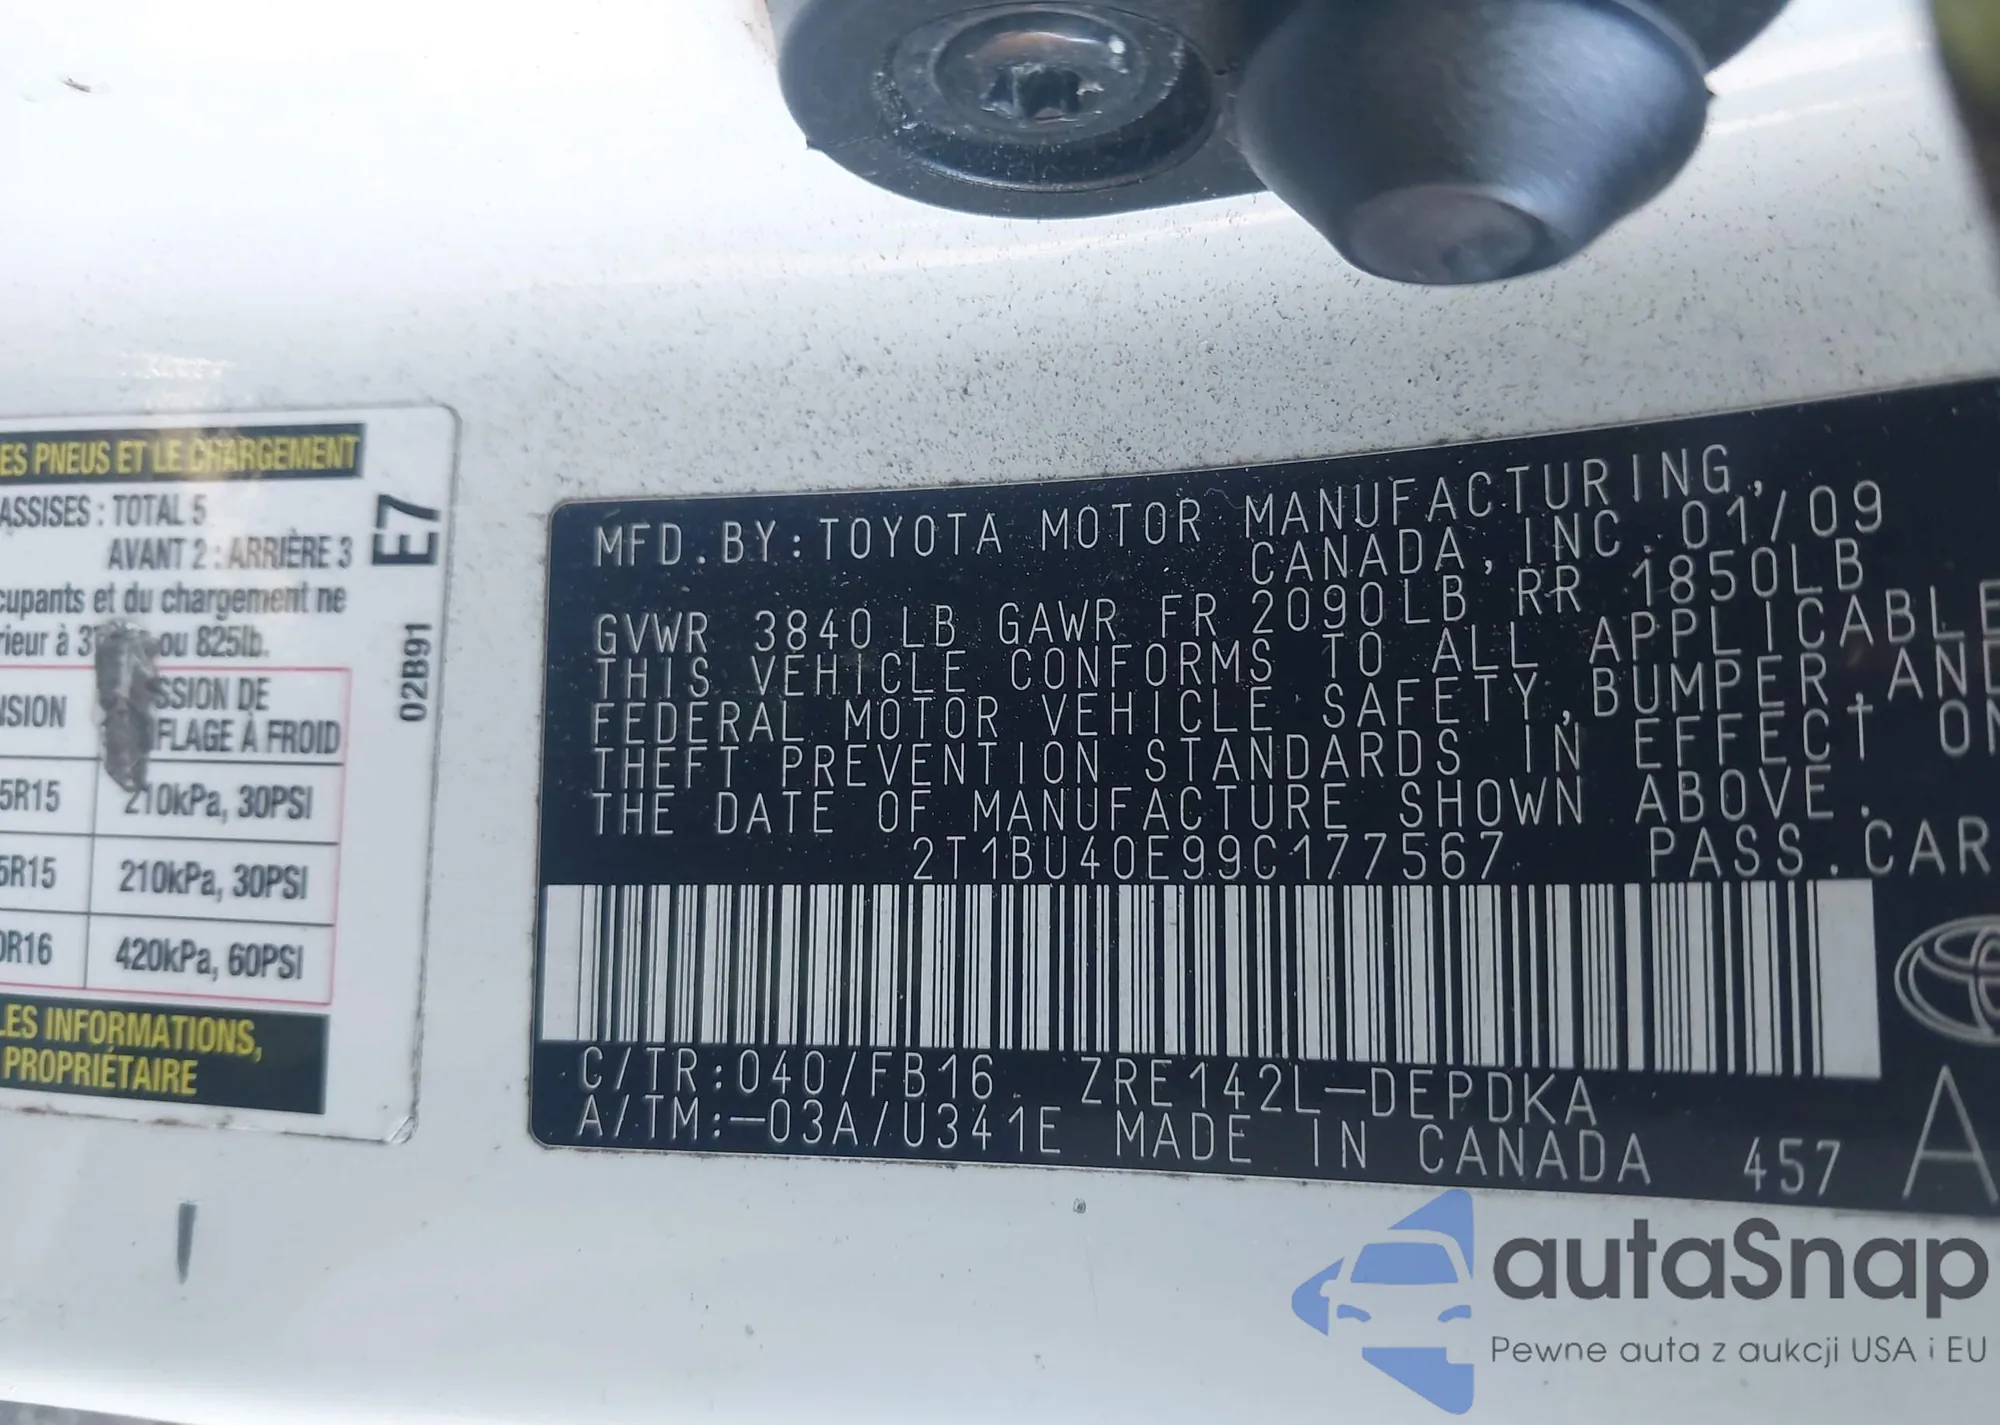 ES PNEUS ET LE CHARGEMENT
ASSISES : TOTAL 5
AVANT 2 : ARRIÈRE 3
cupants et du chargement ne
rieur à 3 ou 825lb.
NSION SSION DE
FLAGE À FROID
5R15 210kPa, 30PSI
5R15 210kPa, 30PSI
0R16 420kPa, 60PSI
LES INFORMATIONS,
PROPRIÉTAIRE
E7
02B91
MFD.BY:TOYOTA MOTOR MANUFACTURING,
CANADA, INC. 01/09
GVWR 3840 LB GAWR FR 2090LB RR 1850LB
THIS VEHICLE CONFORMS TO ALL APPLICABLE
FEDERAL MOTOR VEHICLE SAFETY,BUMPER,AND
THEFT PREVENTION STANDARDS IN EFFECT ON
THE DATE OF MANUFACTURE SHOWN ABOVE.
2T1BU40E99C177567 PASS.CAR
C/TR:040/FB16 ZRE142L-DEPDKA
A/TM:-03A/U341E MADE IN CANADA 457 A
autaSnap
Pewne auta z aukcji USA i EU